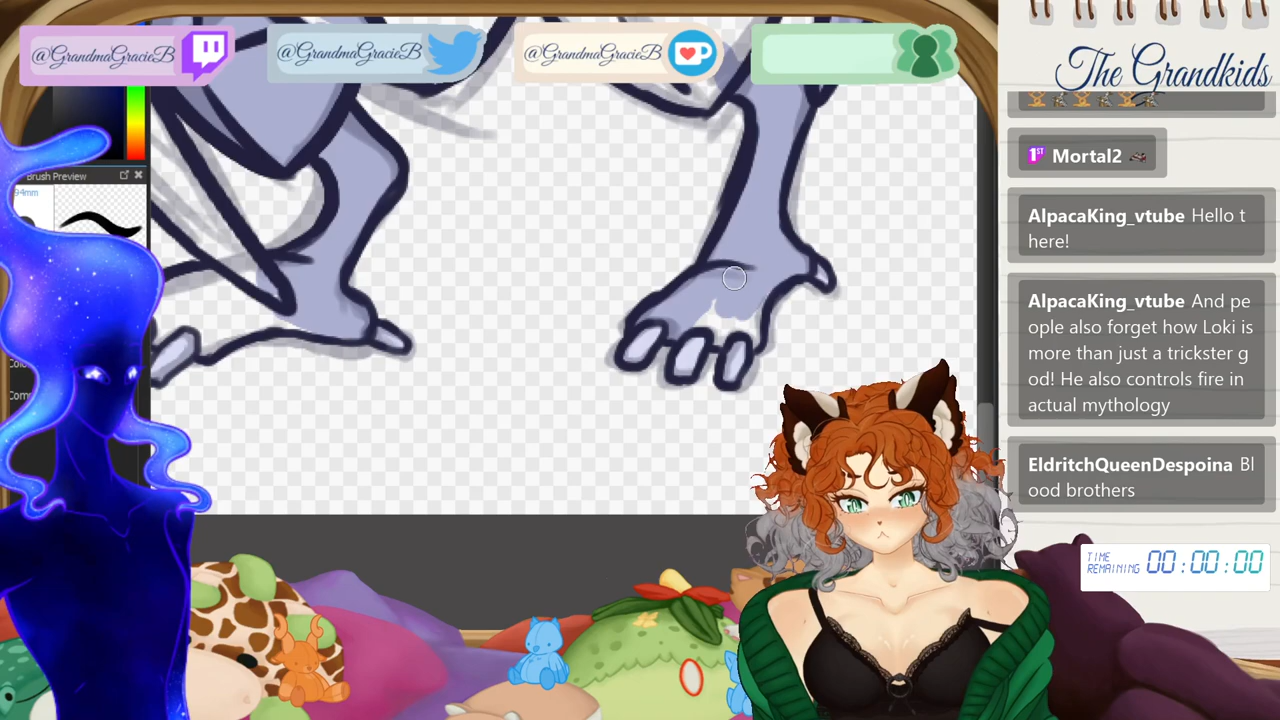 @GrandmaGracieB
@GrandmaGracieB
@GrandmaGracieB
The Grandkids
Brush Preview
94mm
1ST Mortal2
AlpacaKing_vtube Hello t
here!
AlpacaKing_vtube And pe
ople also forget how Loki is
more than just a trickster g
od! He also controls fire in
actual mythology
EldritchQueenDespoina Bl
ood brothers
TIME
REMAINING 00:00:00